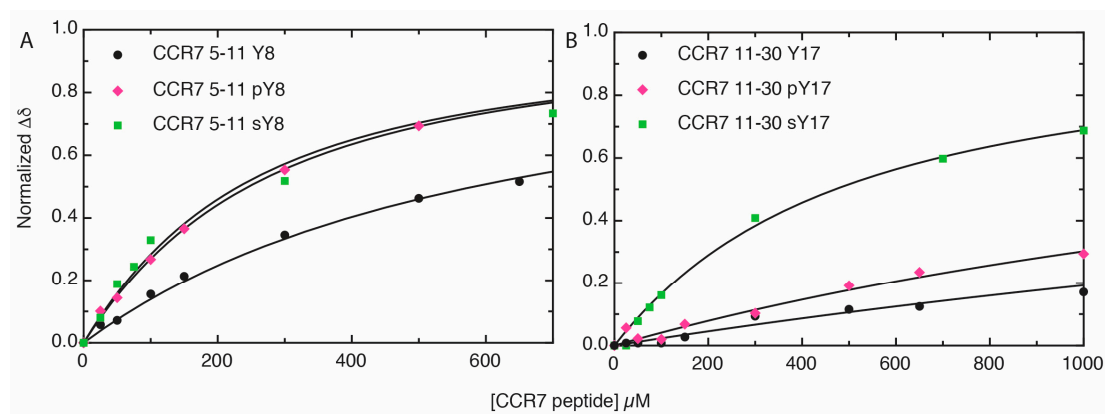 A
CCR7 5-11 Y8
CCR7 5-11 pY8
CCR7 5-11 sY8
Normalized Δδ
1.0
0.8
0.6
0.4
0.2
0.0
0 200 400 600
B
CCR7 11-30 Y17
CCR7 11-30 pY17
CCR7 11-30 sY17
1.0
0.8
0.6
0.4
0.2
0.0
0 200 400 600 800 1000
[CCR7 peptide] μM